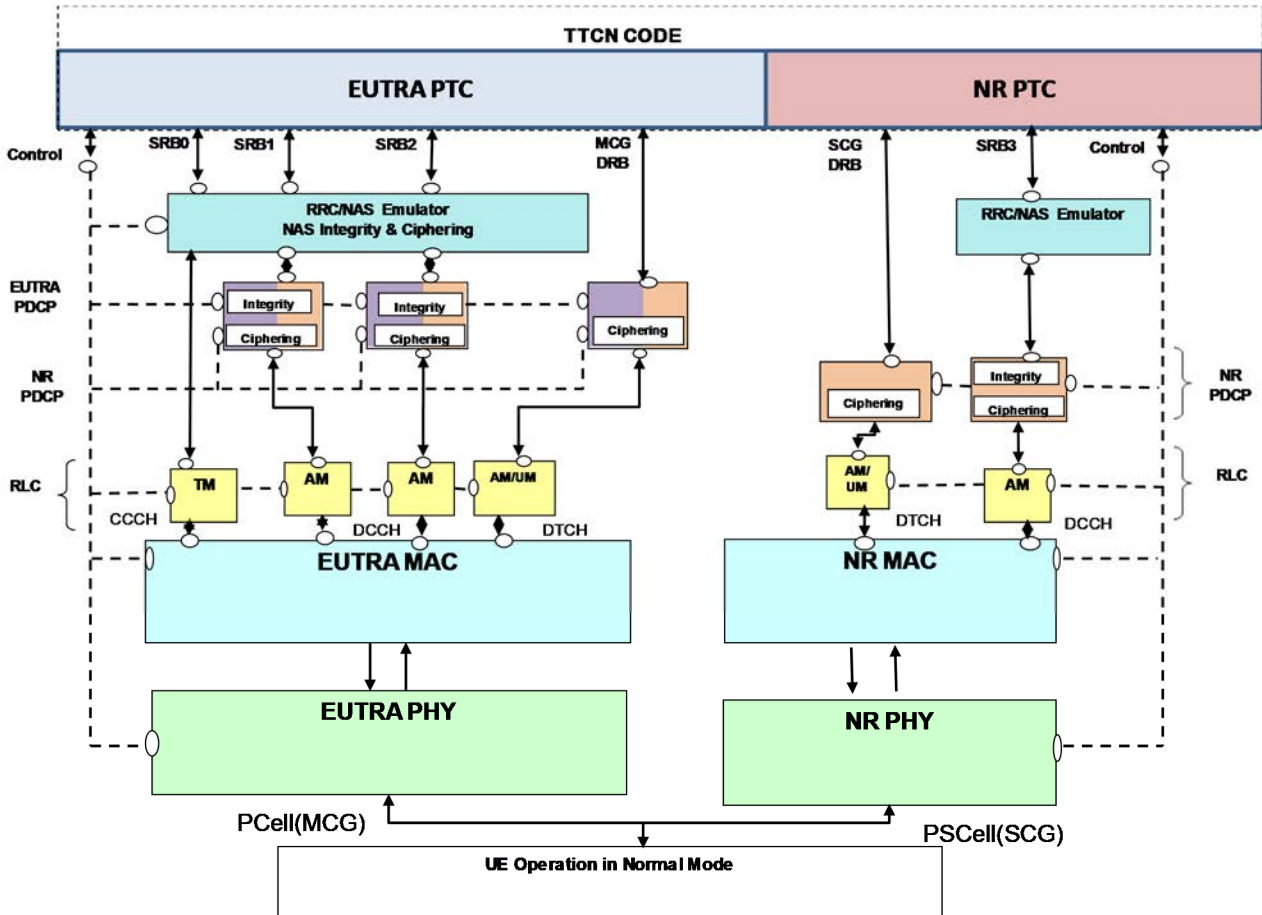 TTCN CODE
EUTRA PTC
NR PTC
Control
SRB0
SRB1
SRB2
MCG
DRB
SCG
DRB
SRB3
Control
RRC/NAS Emulator
NAS Integrity & Ciphering
RRC/NAS Emulator
EUTRA
PDCP
Integrity
Ciphering
Integrity
Ciphering
Ciphering
NR
PDCP
Ciphering
Integrity
Ciphering
NR
PDCP
RLC
TM
AM
AM
AM/UM
AM/
UM
AM
RLC
CCCH
DCCH
DTCH
DTCH
DCCH
EUTRA MAC
NR MAC
EUTRA PHY
NR PHY
PCell(MCG)
PSCell(SCG)
UE Operation in Normal Mode